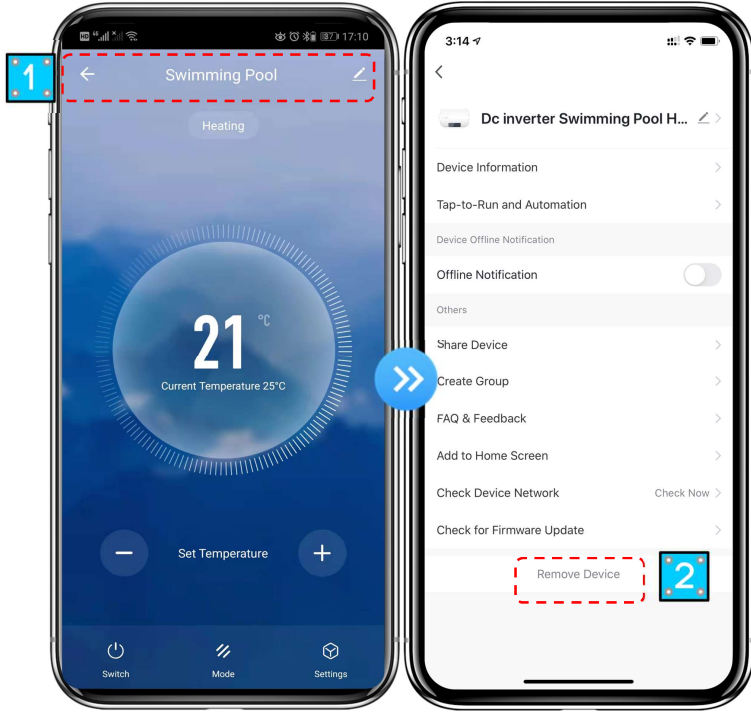 HD 87 17:10
1
Swimming Pool
Heating
21 °C
Current Temperature 25°C
Set Temperature
Switch Mode Settings
3:14
Dc inverter Swimming Pool H...
Device Information
Tap-to-Run and Automation
Device Offline Notification
Offline Notification
Others
Share Device
Create Group
FAQ & Feedback
Add to Home Screen
Check Device Network Check Now
Check for Firmware Update
Remove Device
2